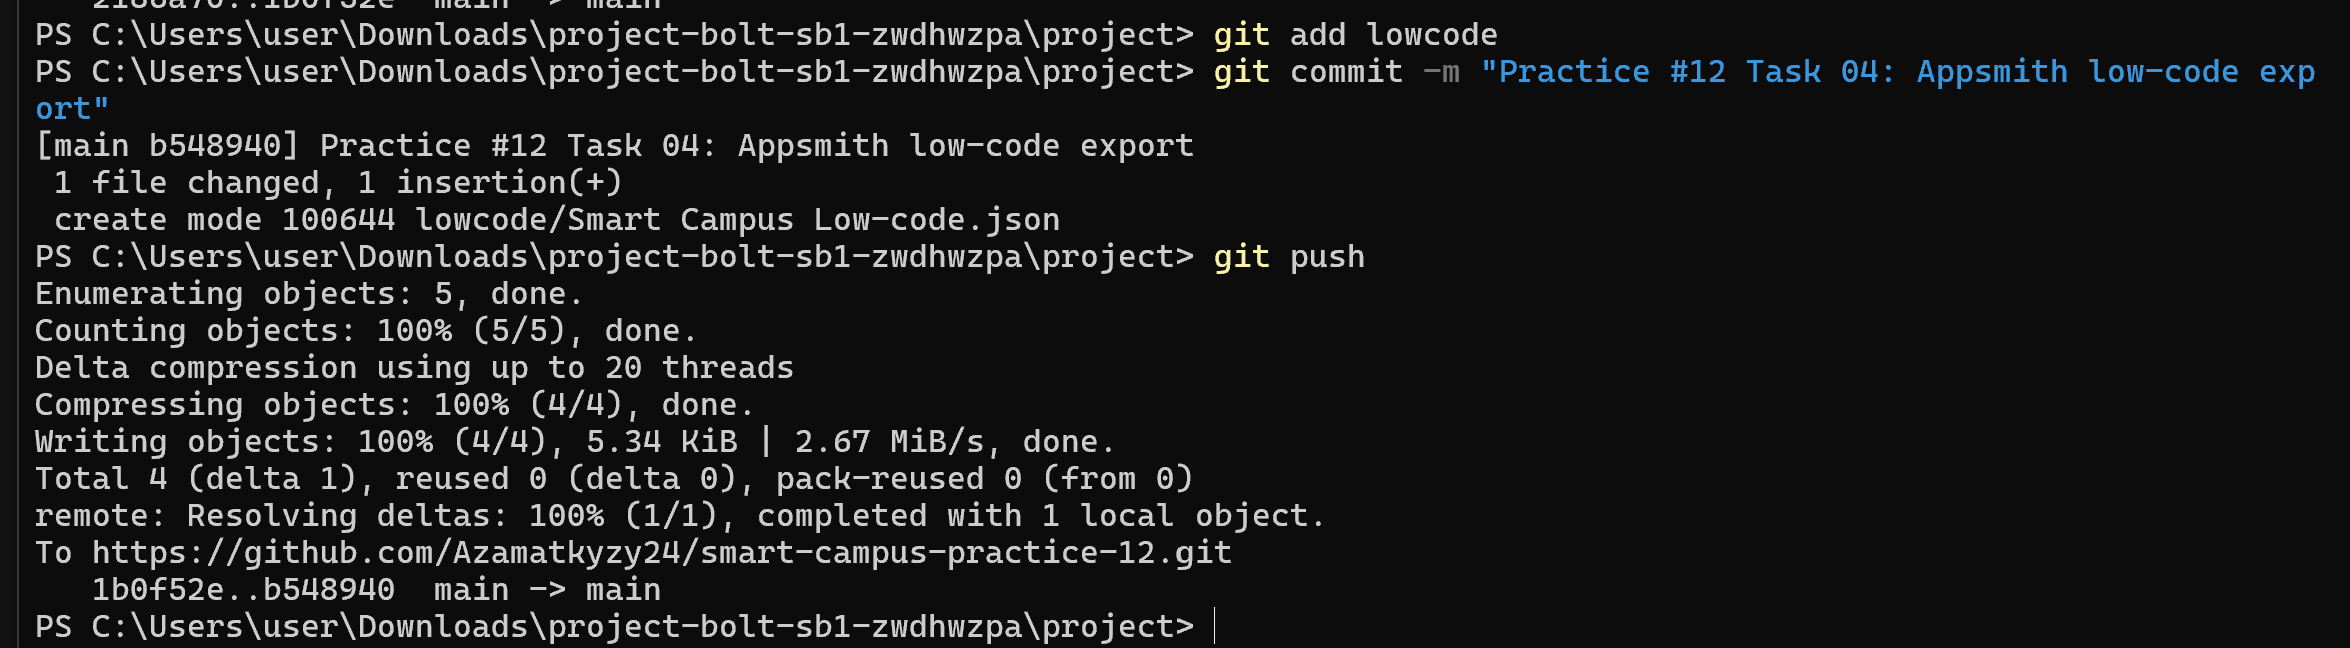 2188a70..1b0f52e  main -> main
PS C:\Users\user\Downloads\project-bolt-sb1-zwdhwzpa\project> git add lowcode
PS C:\Users\user\Downloads\project-bolt-sb1-zwdhwzpa\project> git commit -m "Practice #12 Task 04: Appsmith low-code exp
ort"
[main b548940] Practice #12 Task 04: Appsmith low-code export
 1 file changed, 1 insertion(+)
 create mode 100644 lowcode/Smart Campus Low-code.json
PS C:\Users\user\Downloads\project-bolt-sb1-zwdhwzpa\project> git push
Enumerating objects: 5, done.
Counting objects: 100% (5/5), done.
Delta compression using up to 20 threads
Compressing objects: 100% (4/4), done.
Writing objects: 100% (4/4), 5.34 KiB | 2.67 MiB/s, done.
Total 4 (delta 1), reused 0 (delta 0), pack-reused 0 (from 0)
remote: Resolving deltas: 100% (1/1), completed with 1 local object.
To https://github.com/Azamatkyzy24/smart-campus-practice-12.git
   1b0f52e..b548940  main -> main
PS C:\Users\user\Downloads\project-bolt-sb1-zwdhwzpa\project>